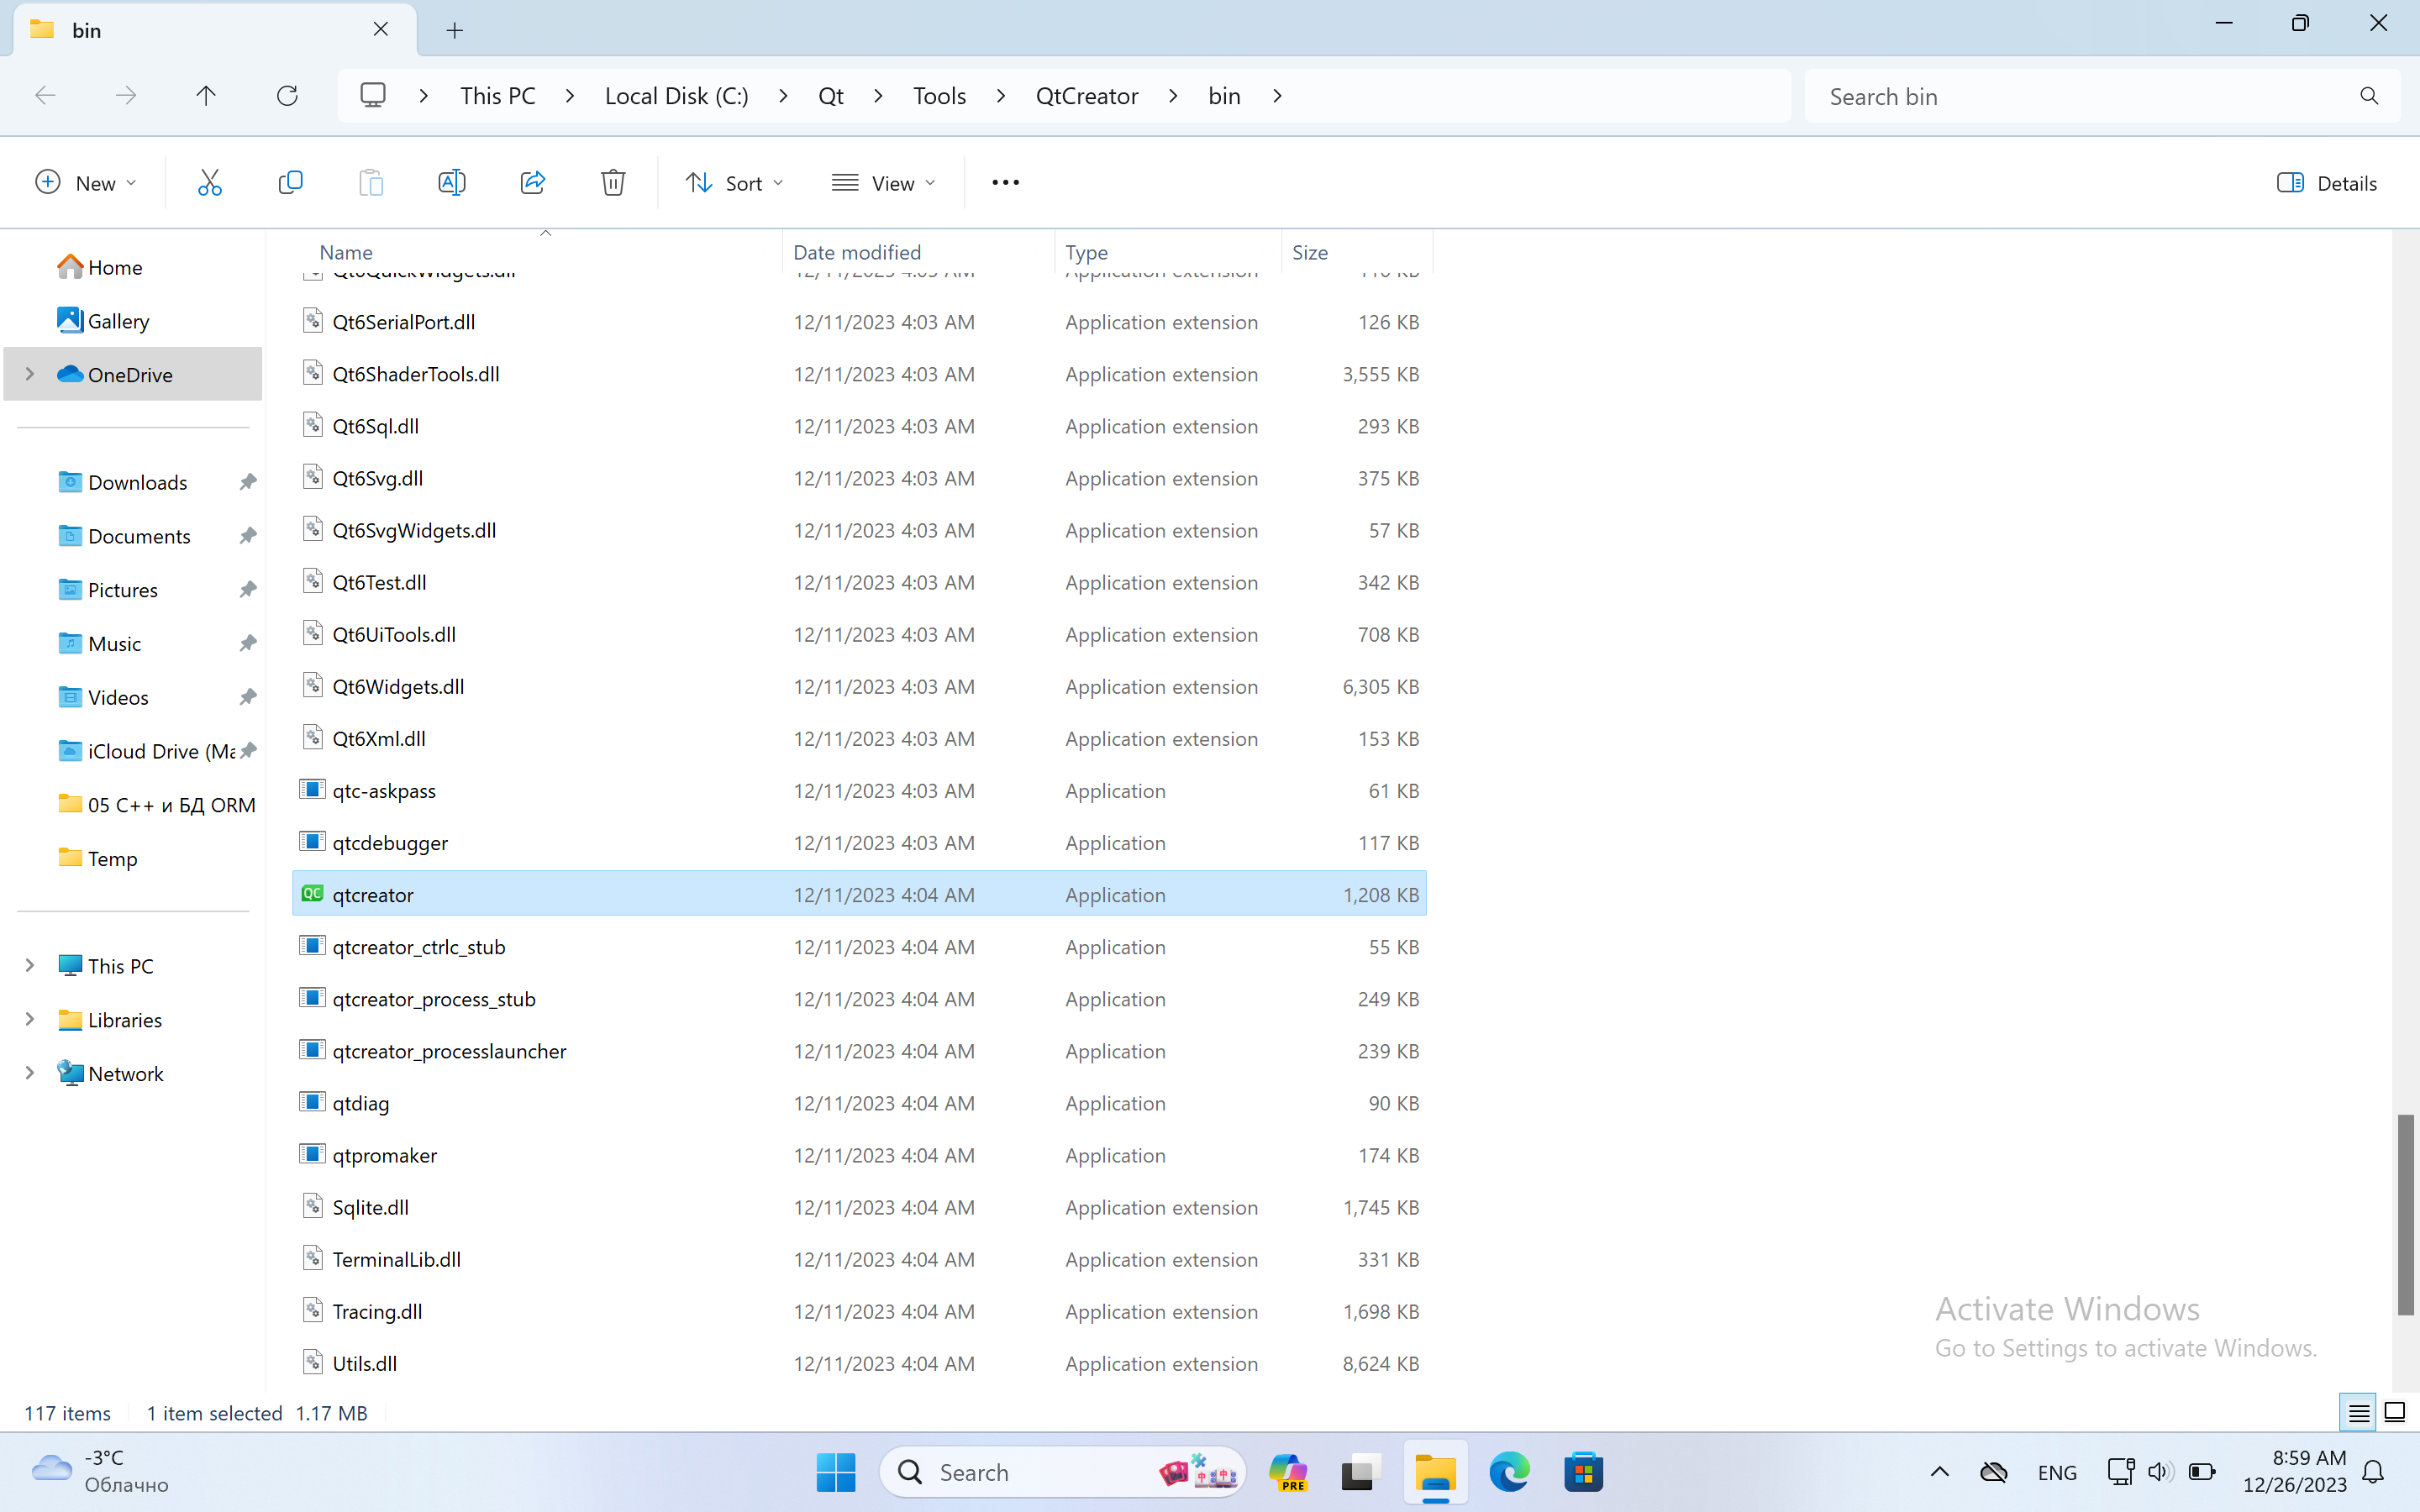 bin
This PC > Local Disk (C:) > Qt > Tools > QtCreator > bin >
Search bin
New
Sort
View
Details
Home
Gallery
OneDrive
Downloads
Documents
Pictures
Music
Videos
iCloud Drive (Ma
05 C++ и БД ORM
Temp
This PC
Libraries
Network
Name Date modified Type Size
Qt6QuickWidgets.dll 12/11/2023 4:03 AM Application extension 116 KB
Qt6SerialPort.dll 12/11/2023 4:03 AM Application extension 126 KB
Qt6ShaderTools.dll 12/11/2023 4:03 AM Application extension 3,555 KB
Qt6Sql.dll 12/11/2023 4:03 AM Application extension 293 KB
Qt6Svg.dll 12/11/2023 4:03 AM Application extension 375 KB
Qt6SvgWidgets.dll 12/11/2023 4:03 AM Application extension 57 KB
Qt6Test.dll 12/11/2023 4:03 AM Application extension 342 KB
Qt6UiTools.dll 12/11/2023 4:03 AM Application extension 708 KB
Qt6Widgets.dll 12/11/2023 4:03 AM Application extension 6,305 KB
Qt6Xml.dll 12/11/2023 4:03 AM Application extension 153 KB
qtc-askpass 12/11/2023 4:03 AM Application 61 KB
qtcdebugger 12/11/2023 4:03 AM Application 117 KB
QC qtcreator 12/11/2023 4:04 AM Application 1,208 KB
qtcreator_ctrlc_stub 12/11/2023 4:04 AM Application 55 KB
qtcreator_process_stub 12/11/2023 4:04 AM Application 249 KB
qtcreator_processlauncher 12/11/2023 4:04 AM Application 239 KB
qtdiag 12/11/2023 4:04 AM Application 90 KB
qtpromaker 12/11/2023 4:04 AM Application 174 KB
Sqlite.dll 12/11/2023 4:04 AM Application extension 1,745 KB
TerminalLib.dll 12/11/2023 4:04 AM Application extension 331 KB
Tracing.dll 12/11/2023 4:04 AM Application extension 1,698 KB
Utils.dll 12/11/2023 4:04 AM Application extension 8,624 KB
Activate Windows
Go to Settings to activate Windows.
117 items 1 item selected 1.17 MB
-3°C
Облачно
Search
PRE
ENG
8:59 AM
12/26/2023